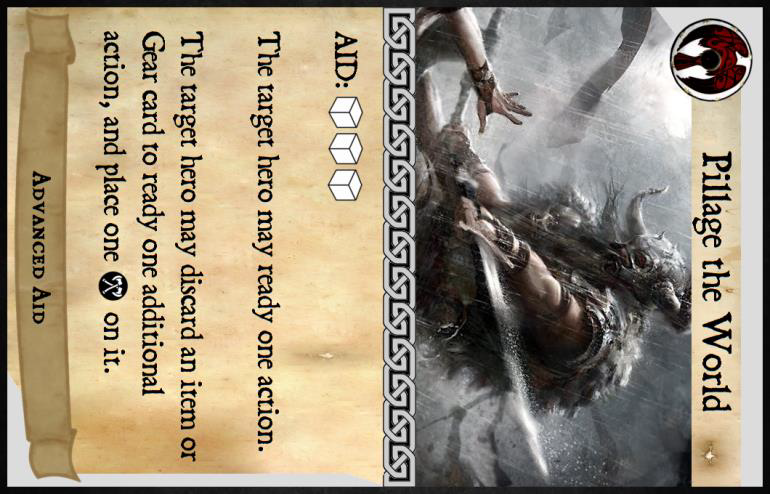 Pillage the World
AID:
The target hero may ready one action.
The target hero may discard an item or
Gear card to ready one additional
action, and place one on it.
ADVANCED AID